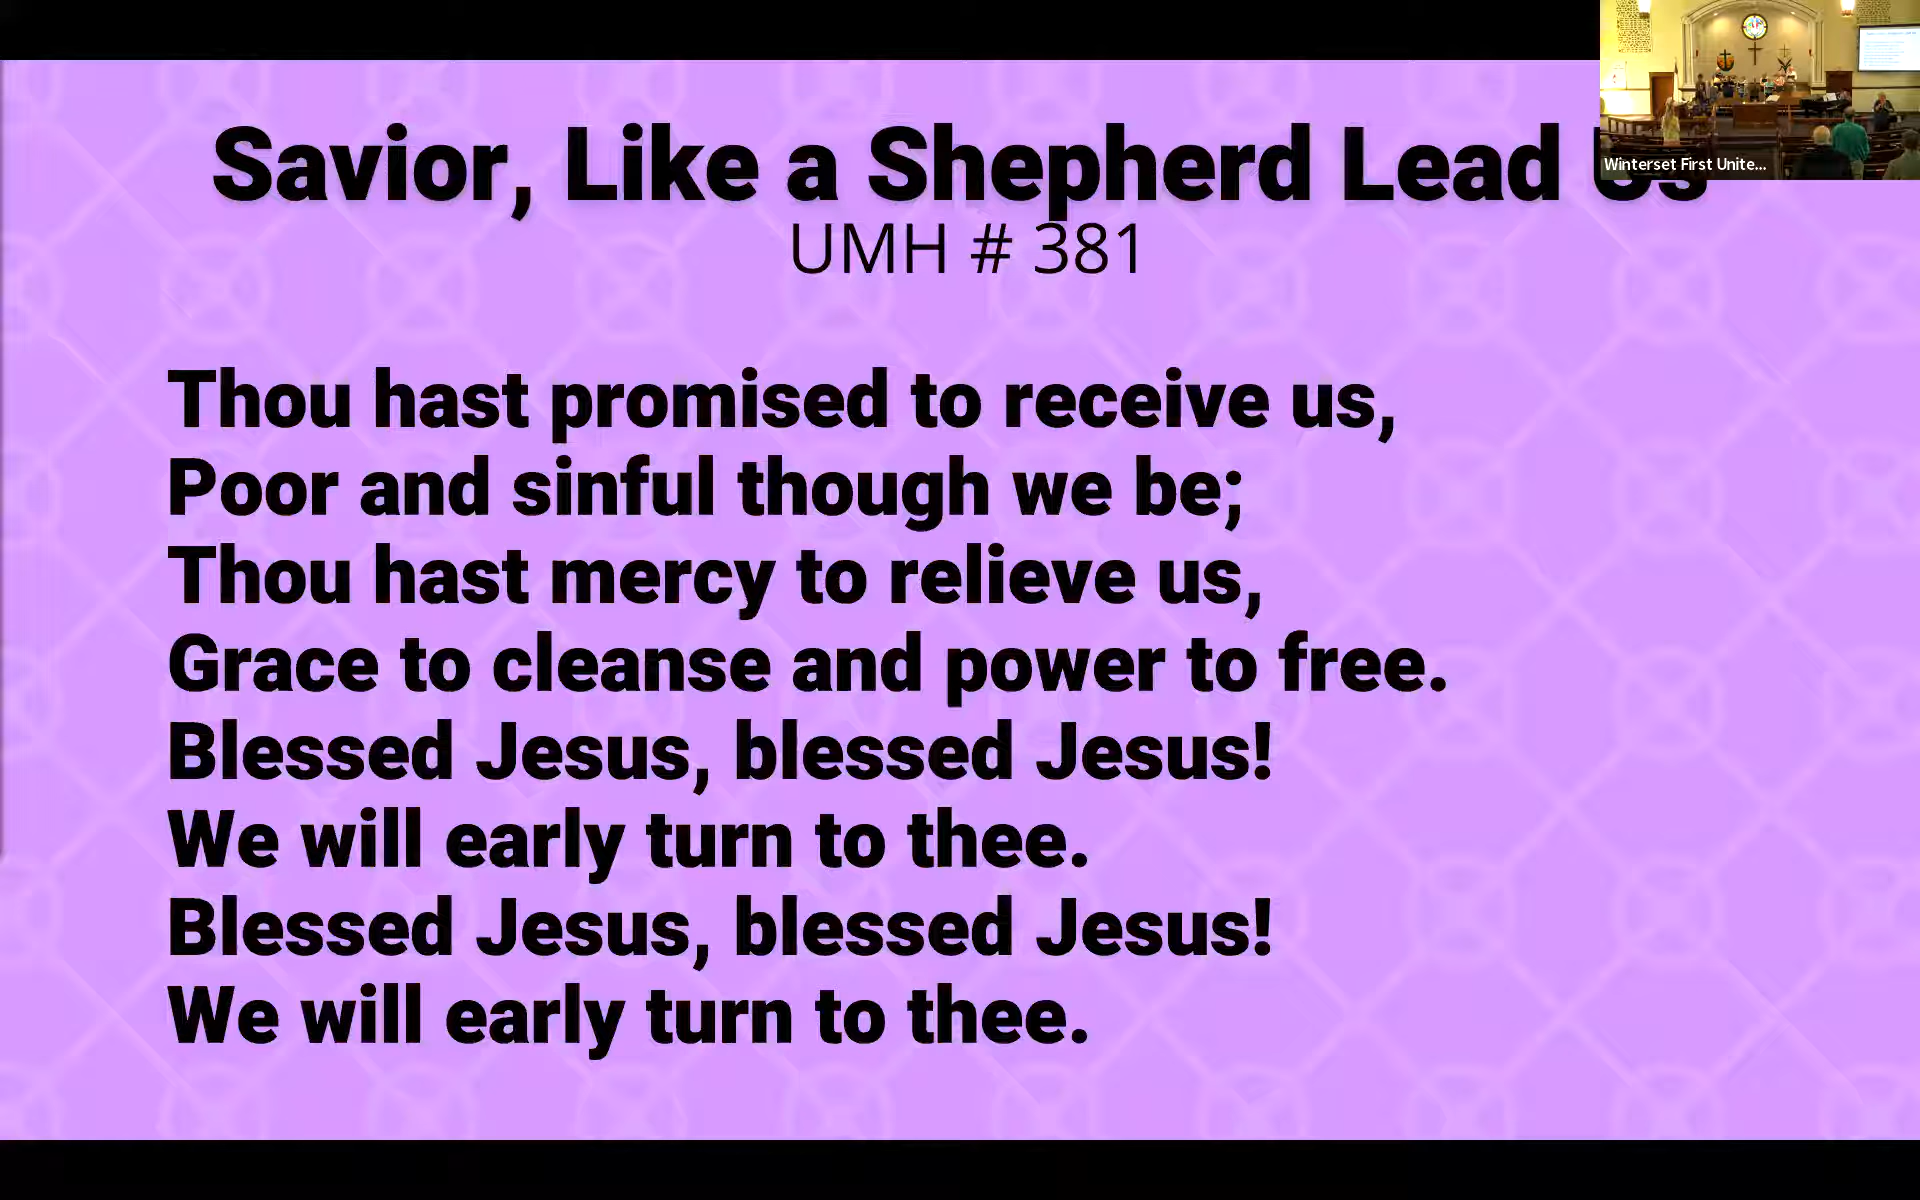 Savior, Like a Shepherd Lead Us
UMH # 381
Thou hast promised to receive us,
Poor and sinful though we be;
Thou hast mercy to relieve us,
Grace to cleanse and power to free.
Blessed Jesus, blessed Jesus!
We will early turn to thee.
Blessed Jesus, blessed Jesus!
We will early turn to thee.
Winterset First Unite...